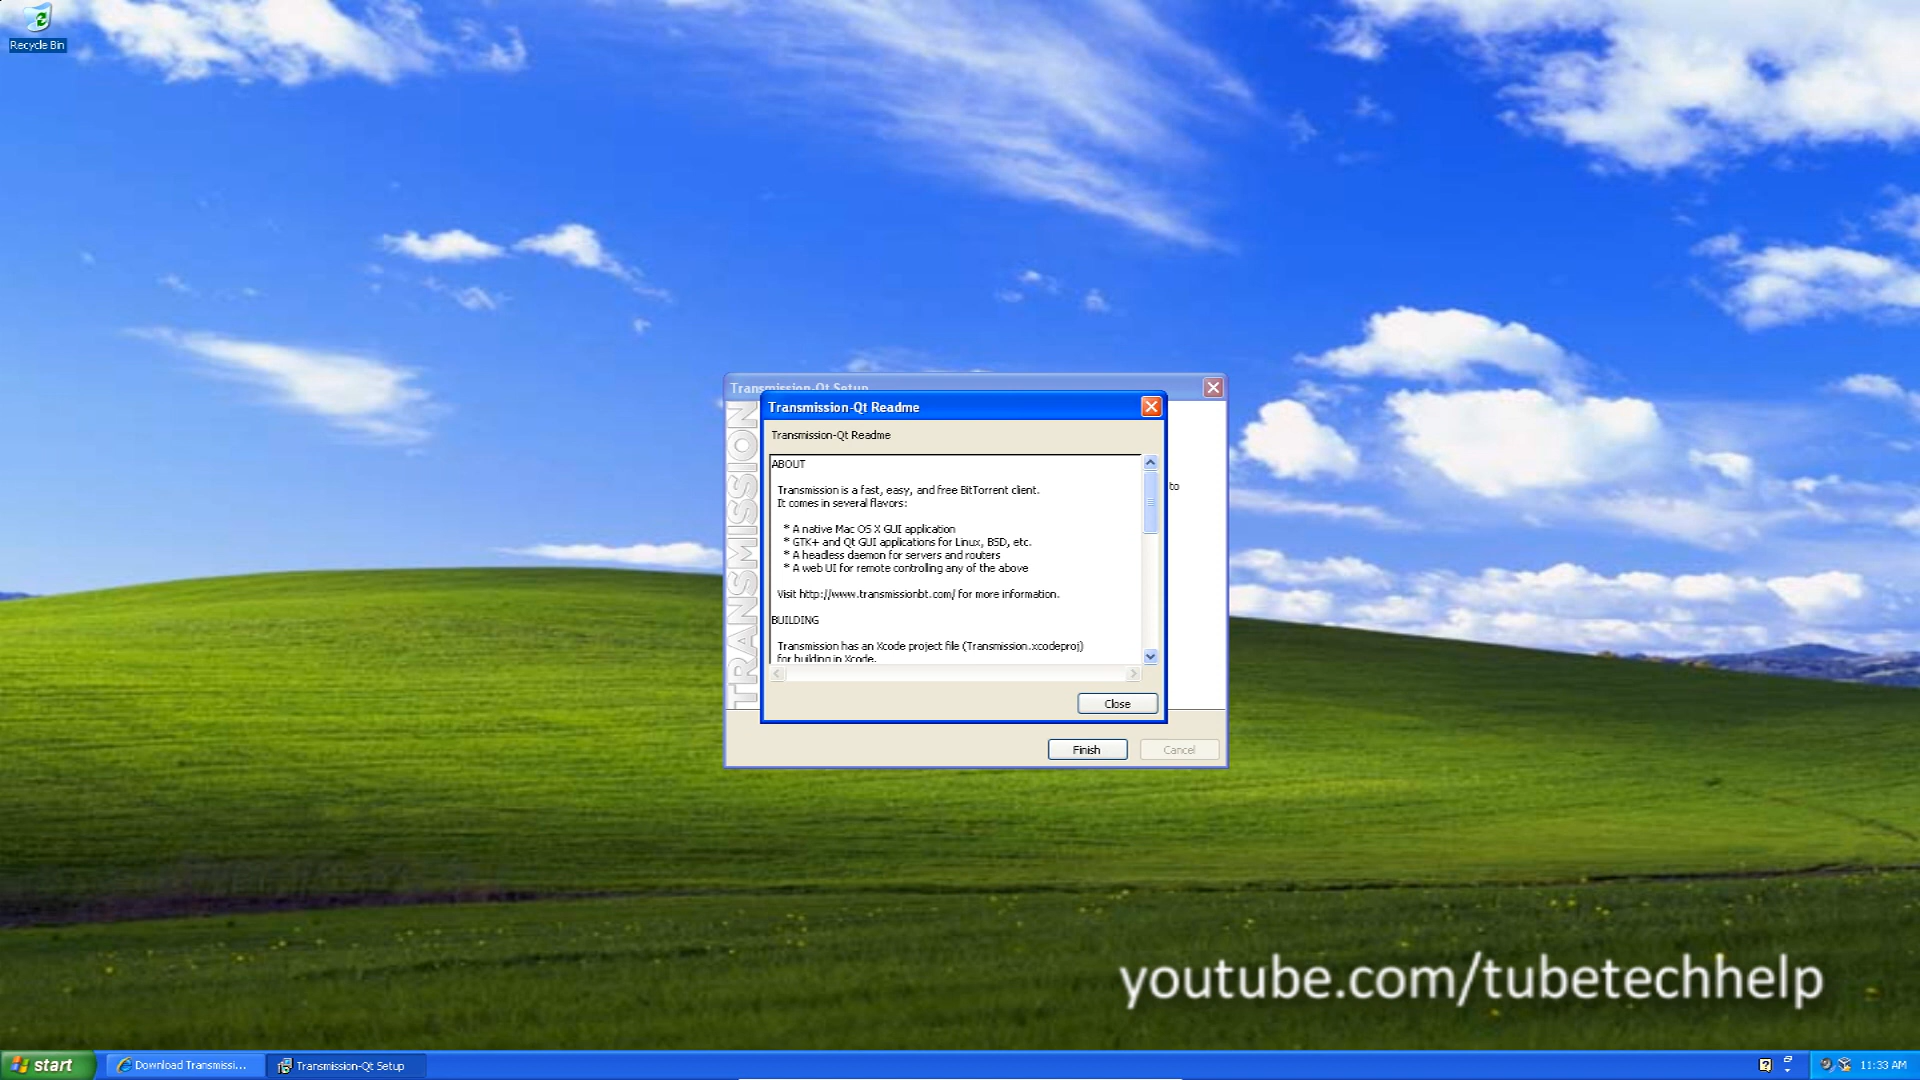 Recycle Bin
Transmission-Qt Setup
Transmission-Qt Readme
Transmission-Qt Readme
ABOUT
Transmission is a fast, easy, and free BitTorrent client.
It comes in several flavors:
* A native Mac OS X GUI application
* GTK+ and Qt GUI applications for Linux, BSD, etc.
* A headless daemon for servers and routers
* A web UI for remote controlling any of the above
Visit http://www.transmissionbt.com/ for more information.
BUILDING
Transmission has an Xcode project file (Transmission.xcodeproj)
for building in Xcode.
to
TRANSMISSION
Close
Finish
Cancel
youtube.com/tubetechhelp
start
Download Transmissi...
Transmission-Qt Setup
11:33 AM